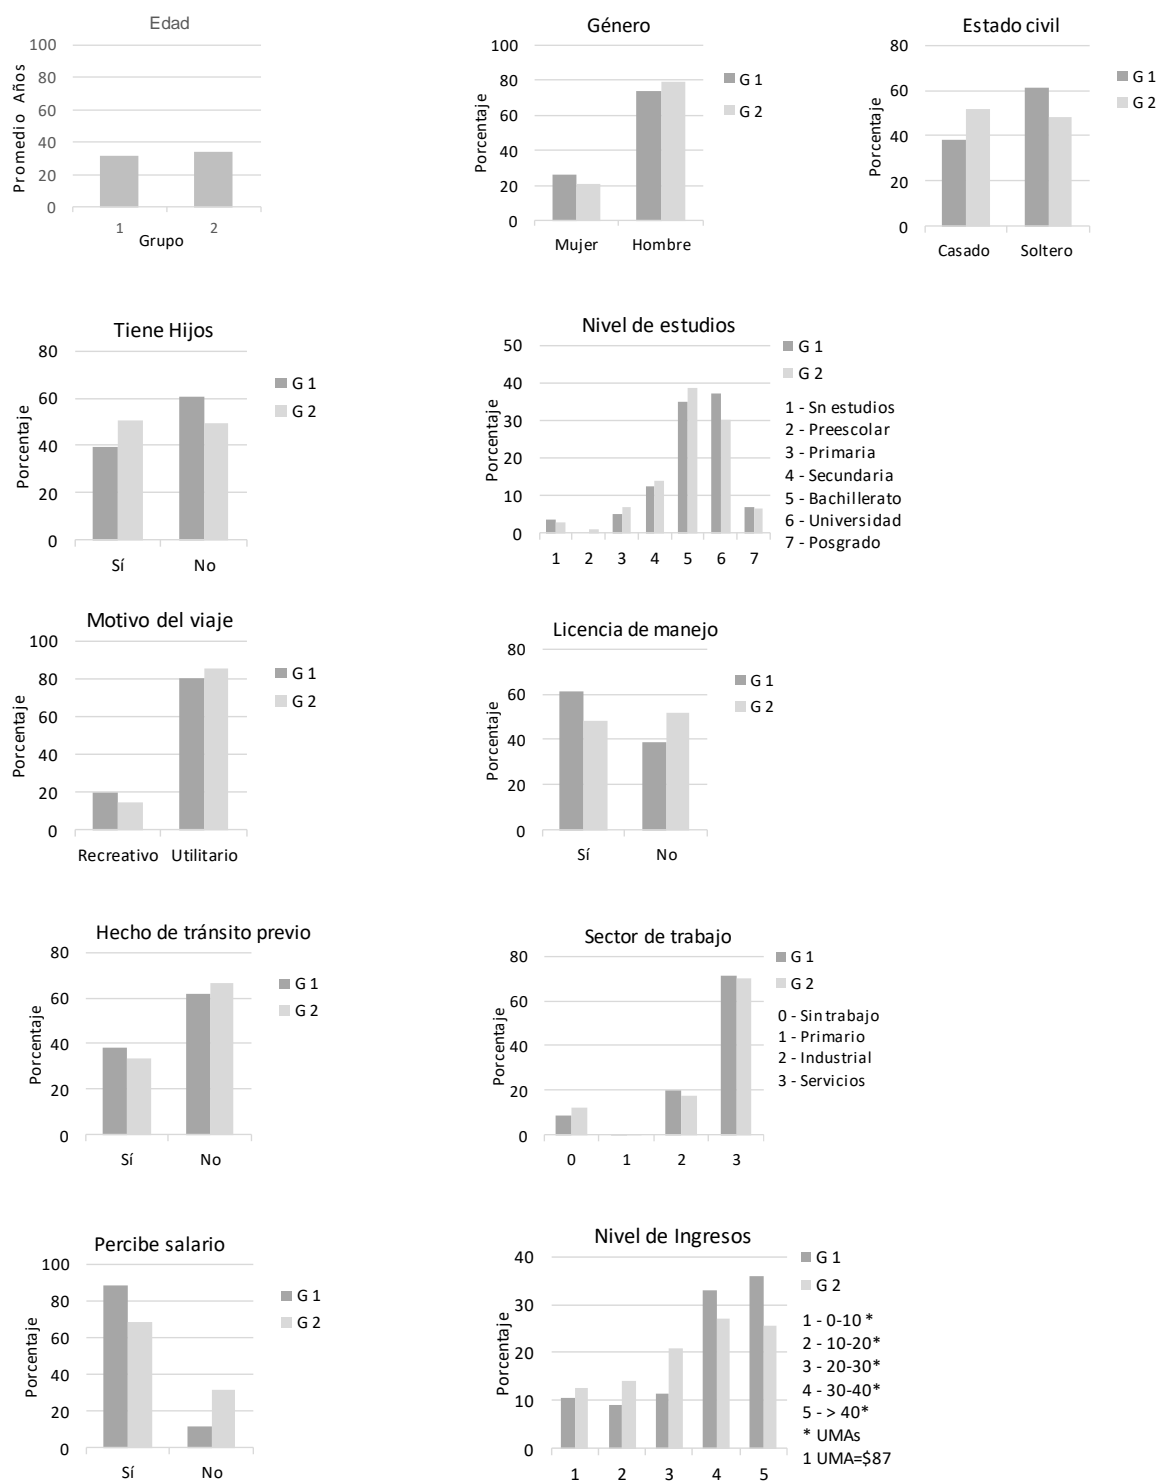 Edad
100
80
60
40
20
0
Promedio Años
1
2
Grupo
Género
100
80
60
40
20
0
Porcentaje
Mujer
Hombre
G 1
G 2
Estado civil
80
60
40
20
0
Porcentaje
Casado
Soltero
G 1
G 2
Tiene Hijos
80
60
40
20
0
Porcentaje
Sí
No
G 1
G 2
Nivel de estudios
50
40
30
20
10
0
Porcentaje
1 2 3 4 5 6 7
G 1
G 2
1 - Sn estudios
2 - Preescolar
3 - Primaria
4 - Secundaria
5 - Bachillerato
6 - Universidad
7 - Posgrado
Motivo del viaje
100
80
60
40
20
0
Porcentaje
Recreativo Utilitario
G 1
G 2
Licencia de manejo
80
60
40
20
0
Porcentaje
Sí
No
G 1
G 2
Hecho de tránsito previo
80
60
40
20
0
Porcentaje
Sí
No
G 1
G 2
Sector de trabajo
80
60
40
20
0
Porcentaje
0 1 2 3
G 1
G 2
0 - Sin trabajo
1 - Primario
2 - Industrial
3 - Servicios
Percibe salario
100
80
60
40
20
0
Porcentaje
Sí
No
G 1
G 2
Nivel de Ingresos
40
30
20
10
0
Porcentaje
1 2 3 4 5
G 1
G 2
1 - 0-10 *
2 - 10-20*
3 - 20-30*
4 - 30-40*
5 - > 40*
* UMAs
1 UMA=$87